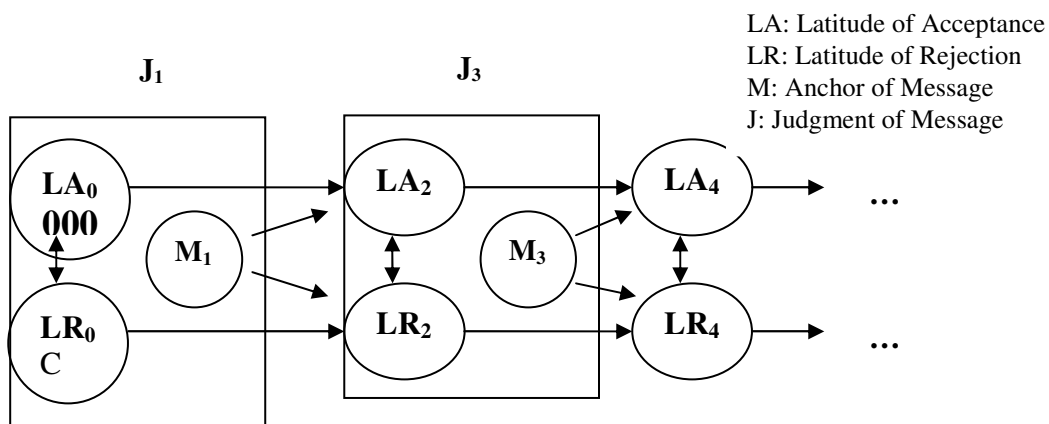 LA: Latitude of Acceptance
LR: Latitude of Rejection
M: Anchor of Message
J: Judgment of Message
J₁
J₃
LA₀
000
LA₂
LA₄
...
M₁
M₃
LR₀
C
LR₂
LR₄
...